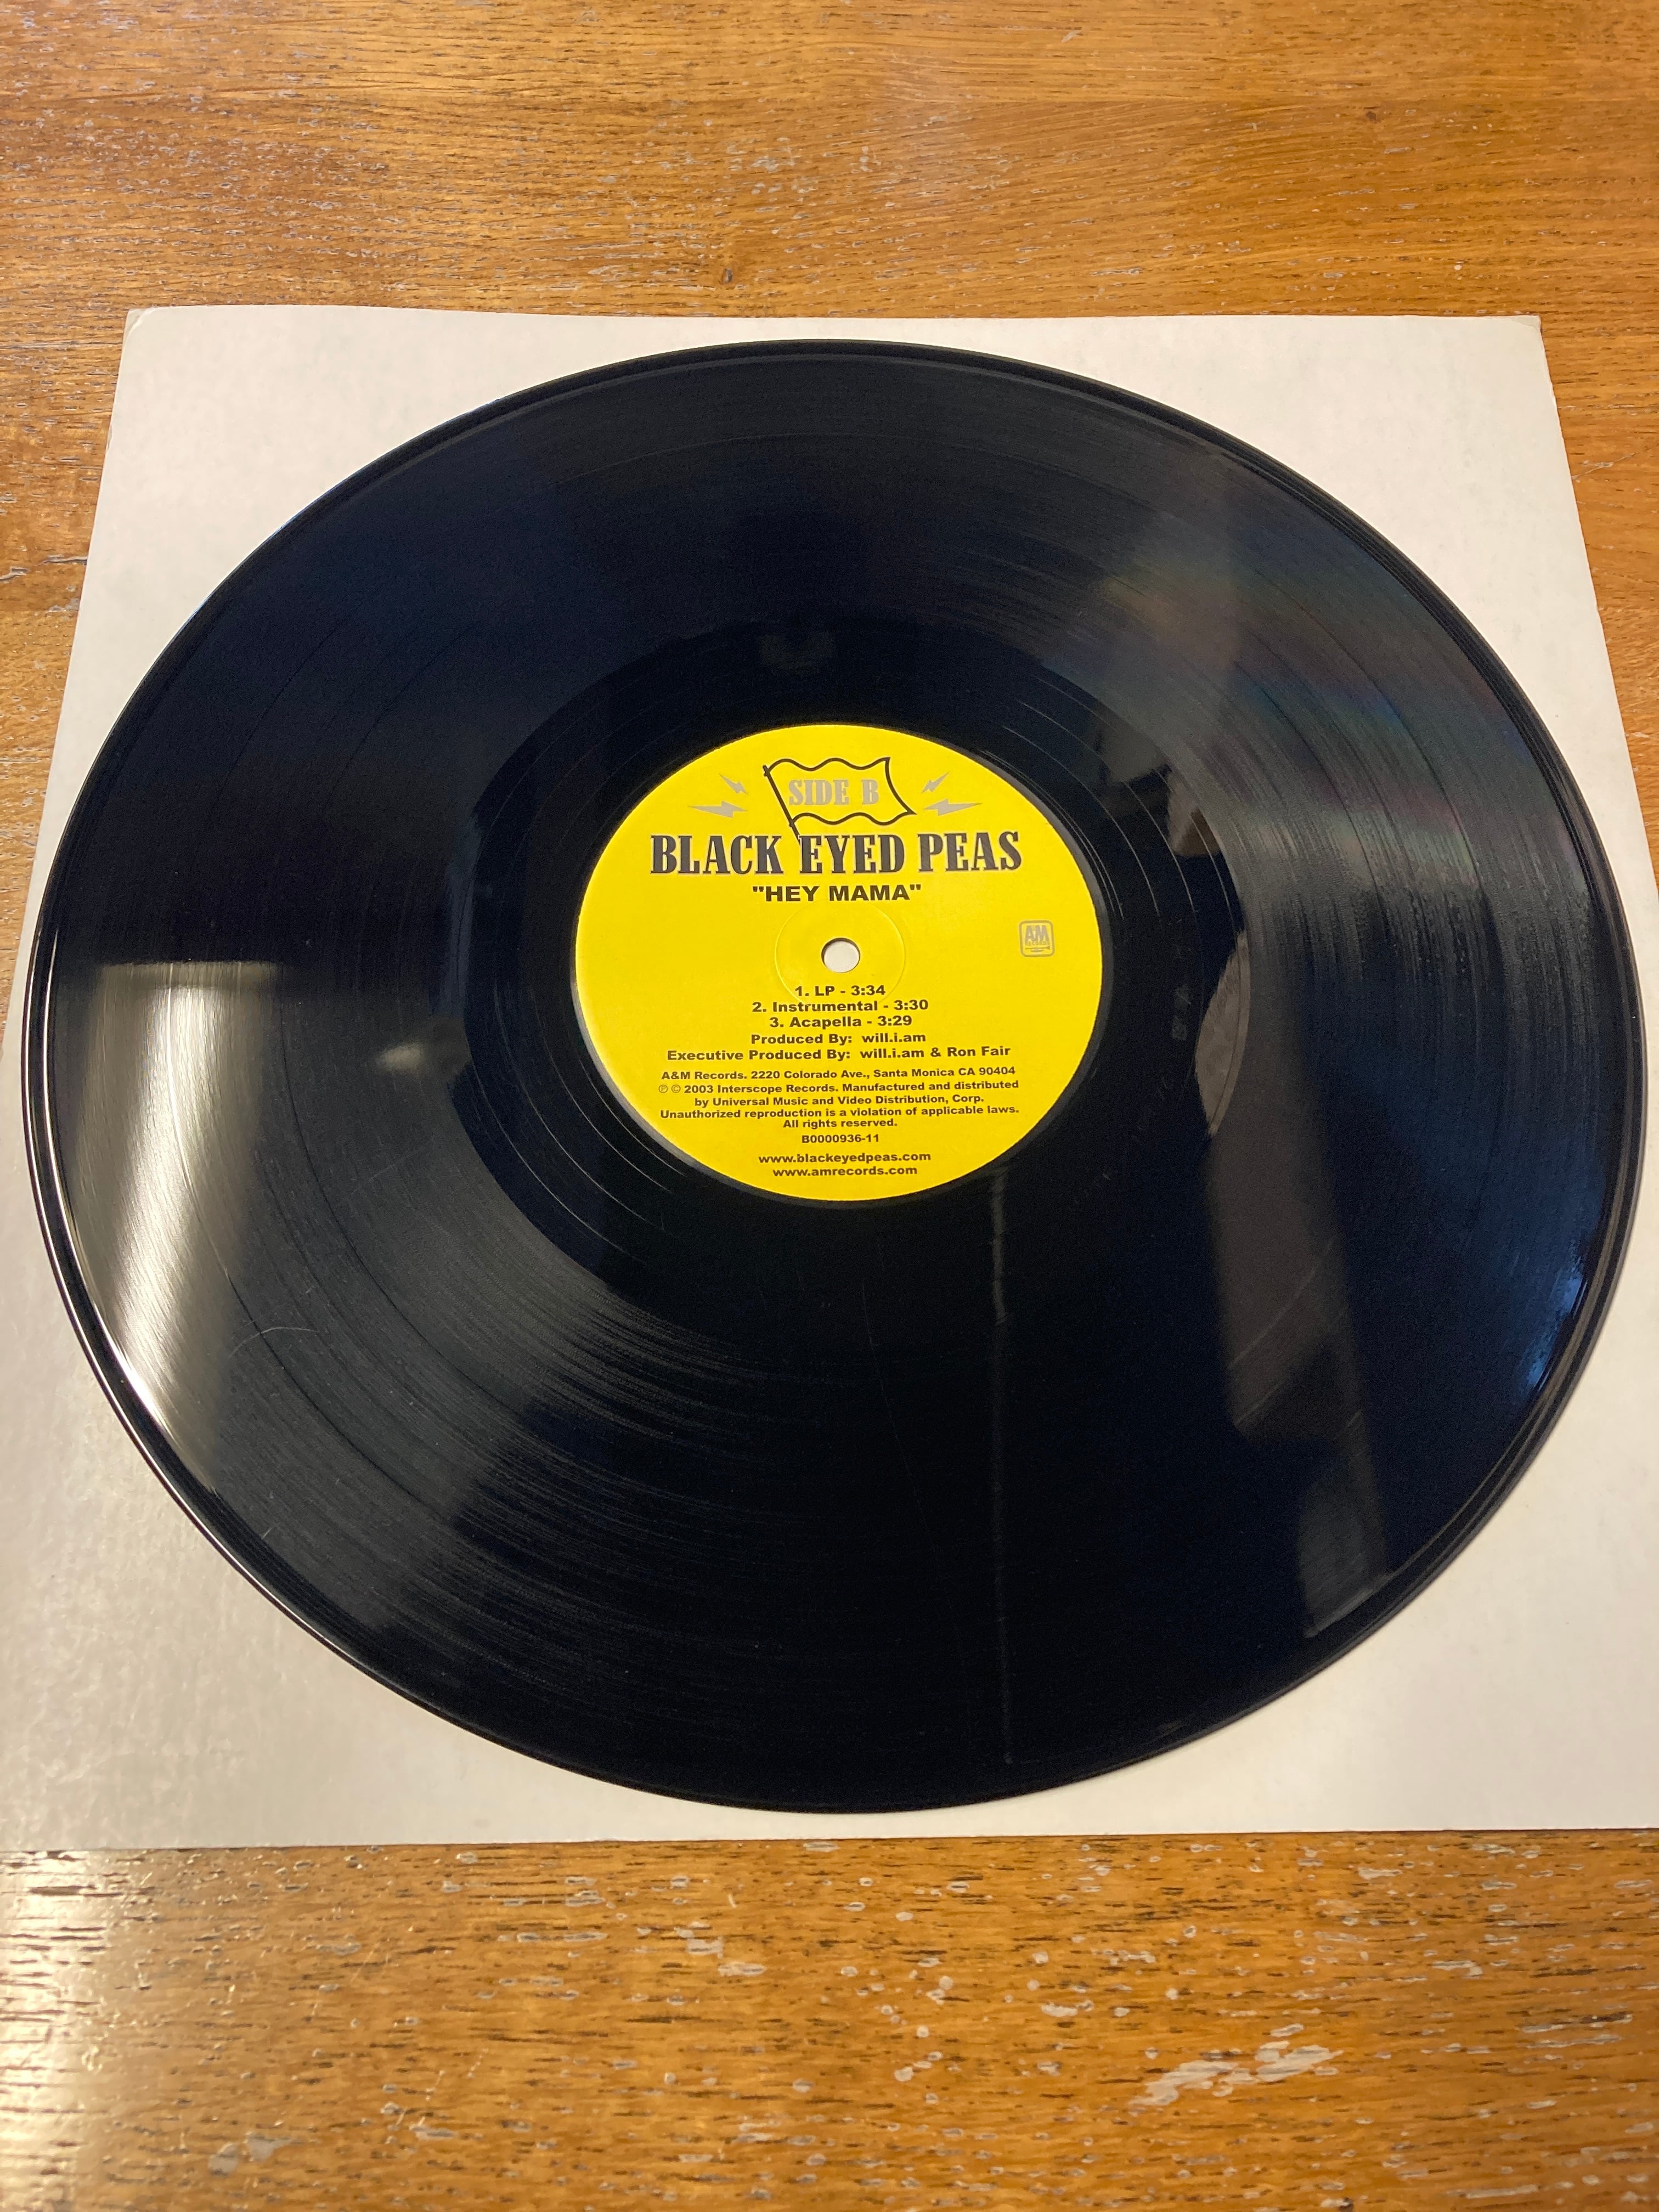 SIDE B
BLACK EYED PEAS
"HEY MAMA"
A&M
1. LP - 3:34
2. Instrumental - 3:30
3. Acapella - 3:29
Produced By: will.i.am
Executive Produced By: will.i.am & Ron Fair
A&M Records. 2220 Colorado Ave., Santa Monica CA 90404
℗ © 2003 Interscope Records. Manufactured and distributed
by Universal Music and Video Distribution, Corp.
Unauthorized reproduction is a violation of applicable laws.
All rights reserved.
B0000936-11
www.blackeyedpeas.com
www.amrecords.com